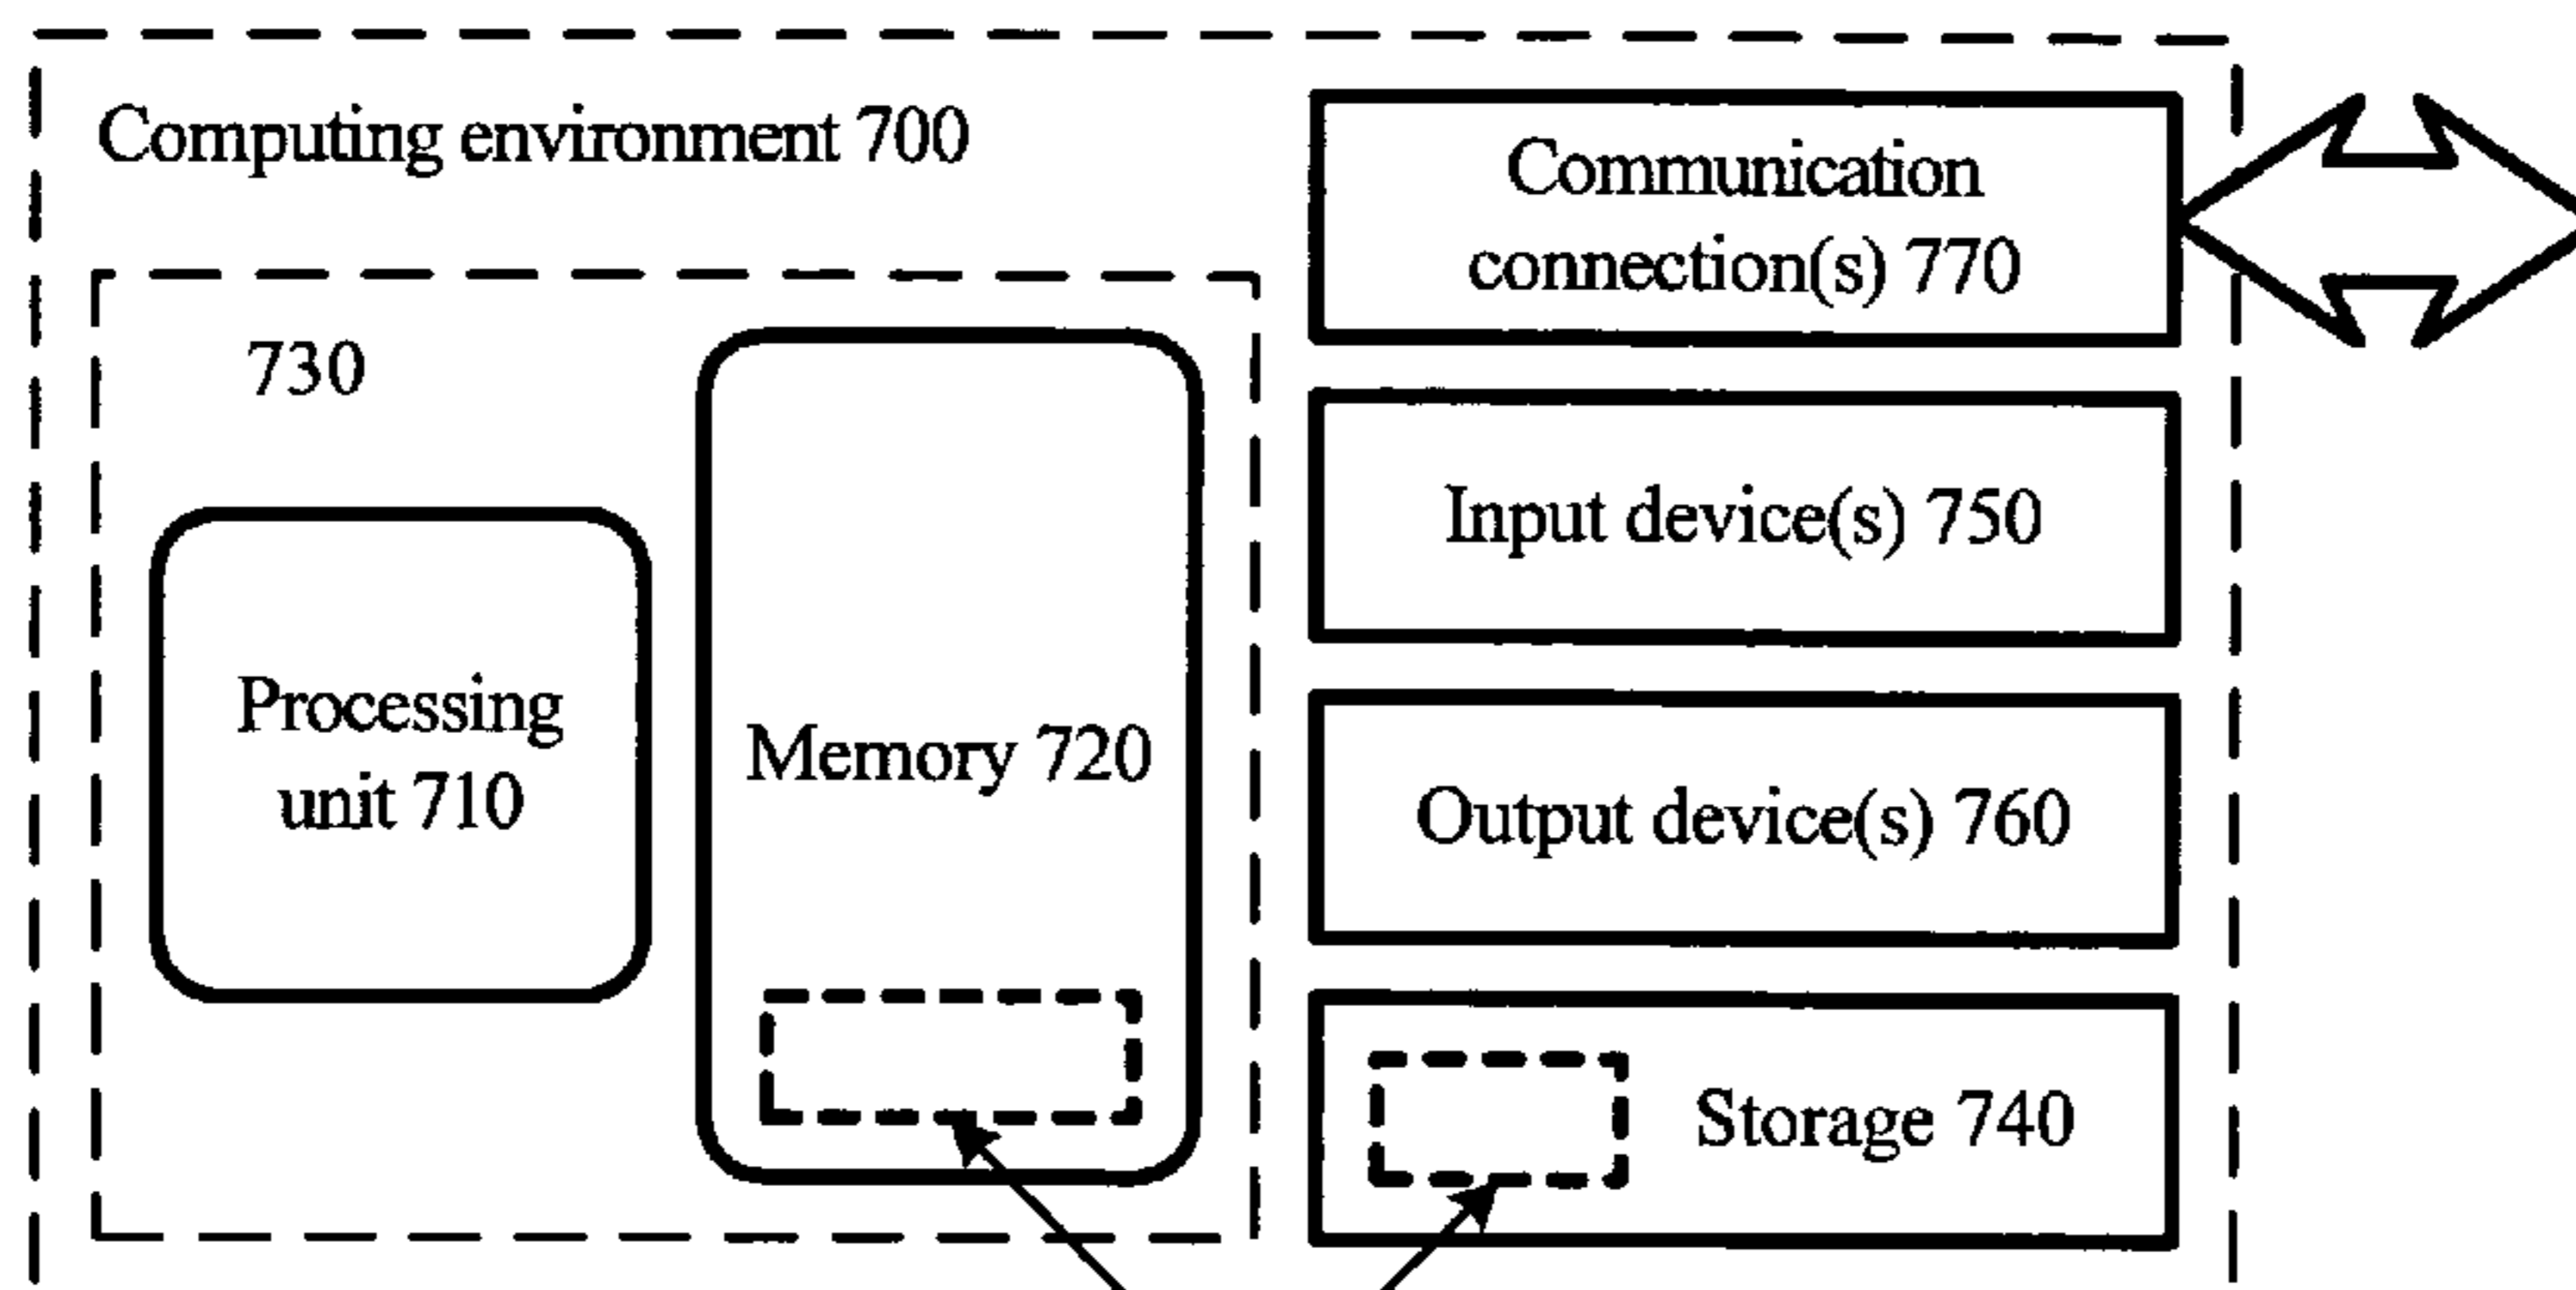 Computing environment 700
730
Processing
unit 710
Memory 720
Communication
connection(s) 770
Input device(s) 750
Output device(s) 760
Storage 740